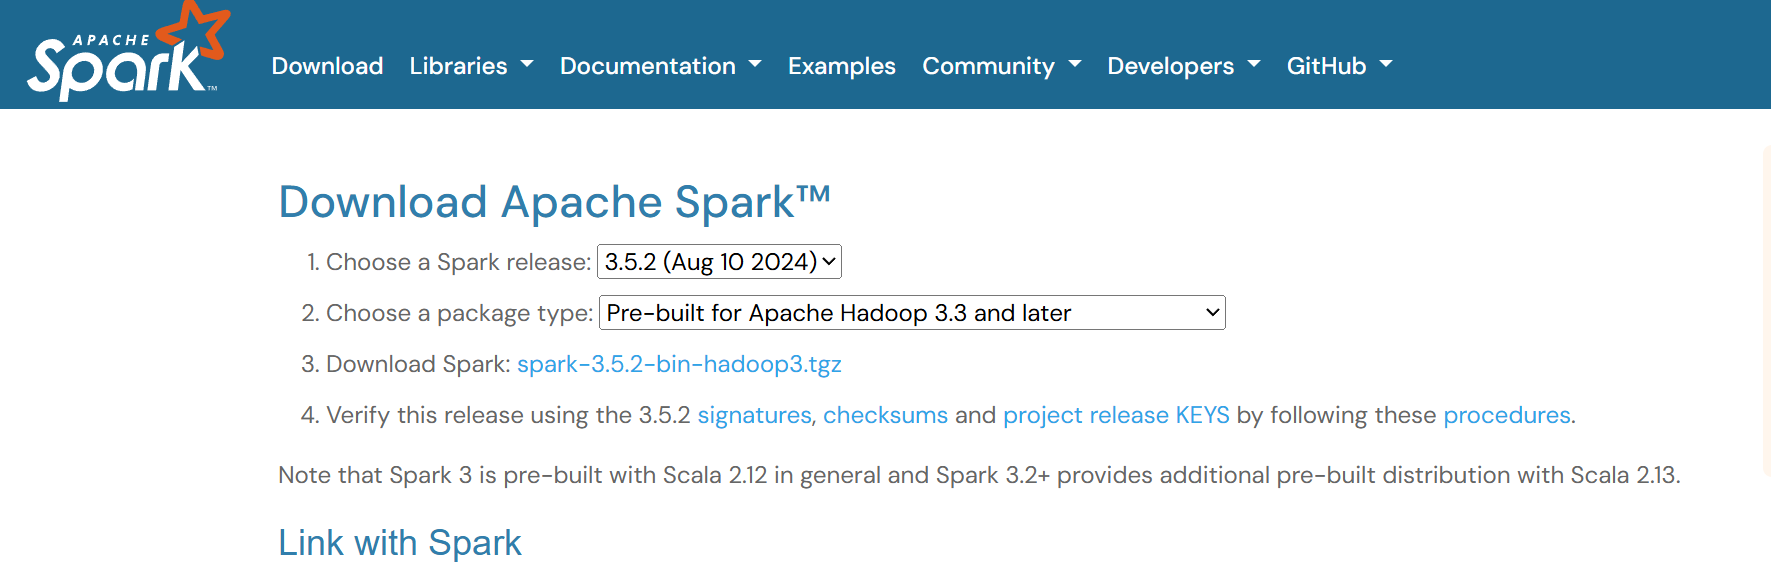 APACHE
Spark™
Download Libraries Documentation Examples Community Developers GitHub
Download Apache Spark™
1. Choose a Spark release: 3.5.2 (Aug 10 2024)
2. Choose a package type: Pre-built for Apache Hadoop 3.3 and later
3. Download Spark: spark-3.5.2-bin-hadoop3.tgz
4. Verify this release using the 3.5.2 signatures, checksums and project release KEYS by following these procedures.
Note that Spark 3 is pre-built with Scala 2.12 in general and Spark 3.2+ provides additional pre-built distribution with Scala 2.13.
Link with Spark